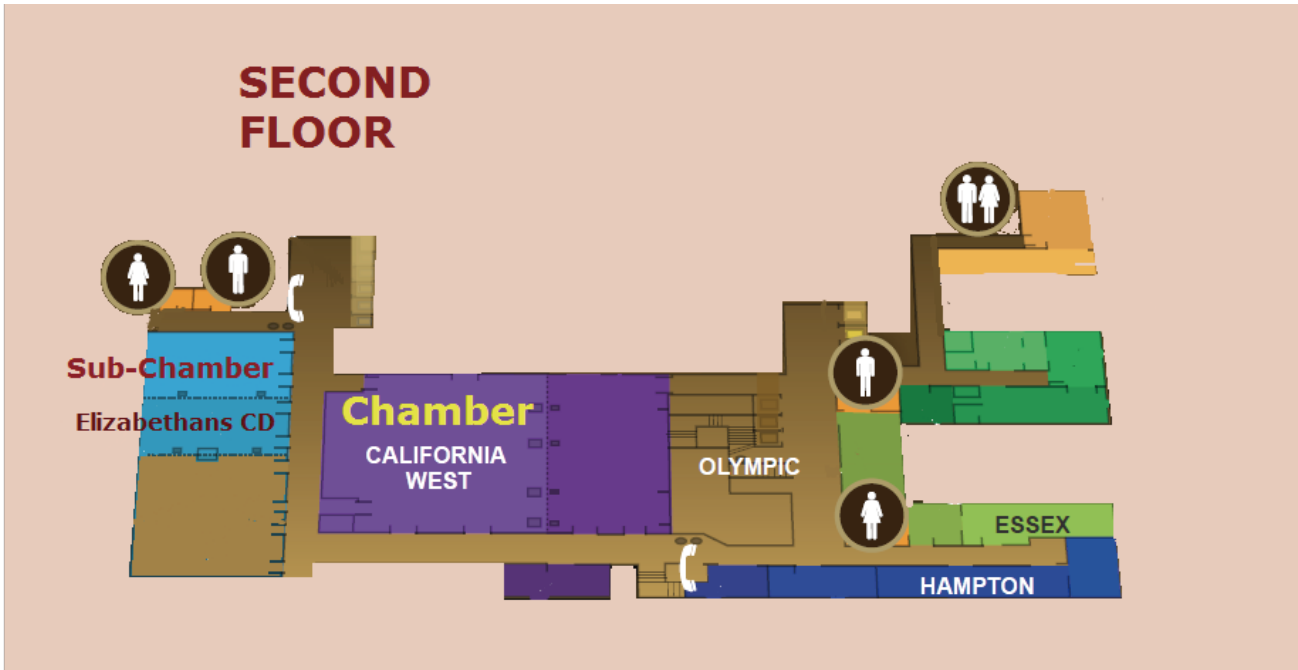 SECOND
FLOOR
Sub-Chamber
Elizabethans CD
Chamber
CALIFORNIA
WEST
OLYMPIC
ESSEX
HAMPTON